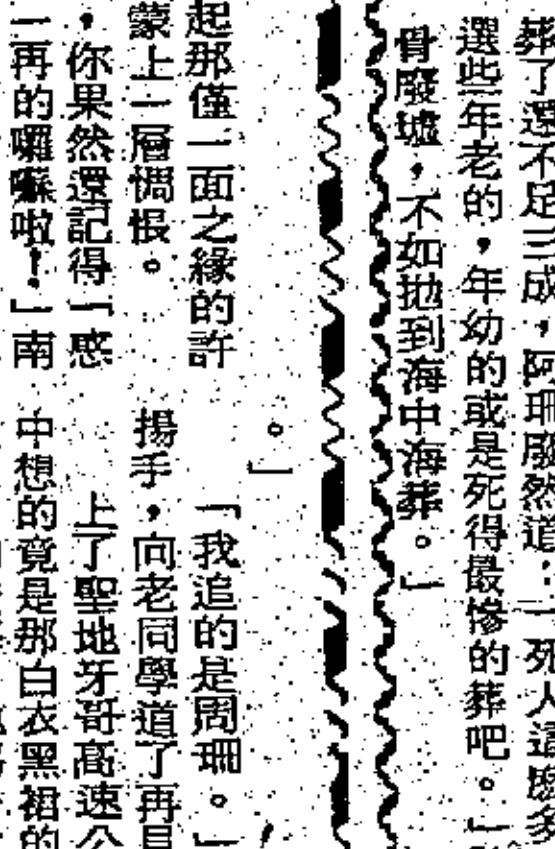 葬了還不足三成，阿珊廢然道：「死人這麼多
選些年老的，年幼的或是死得最慘的葬吧。」
骨廢墟，不如拋到海中海葬。」
起那僅一面之緣的許
蒙上一層惆悵。
，你果然還記得「惑
一再的囉囌啦！」南
。」
「我追的是周珊。」
揚手，向老同學道了再見
上了聖地牙哥高速公
中想的竟是那白衣黑裙的